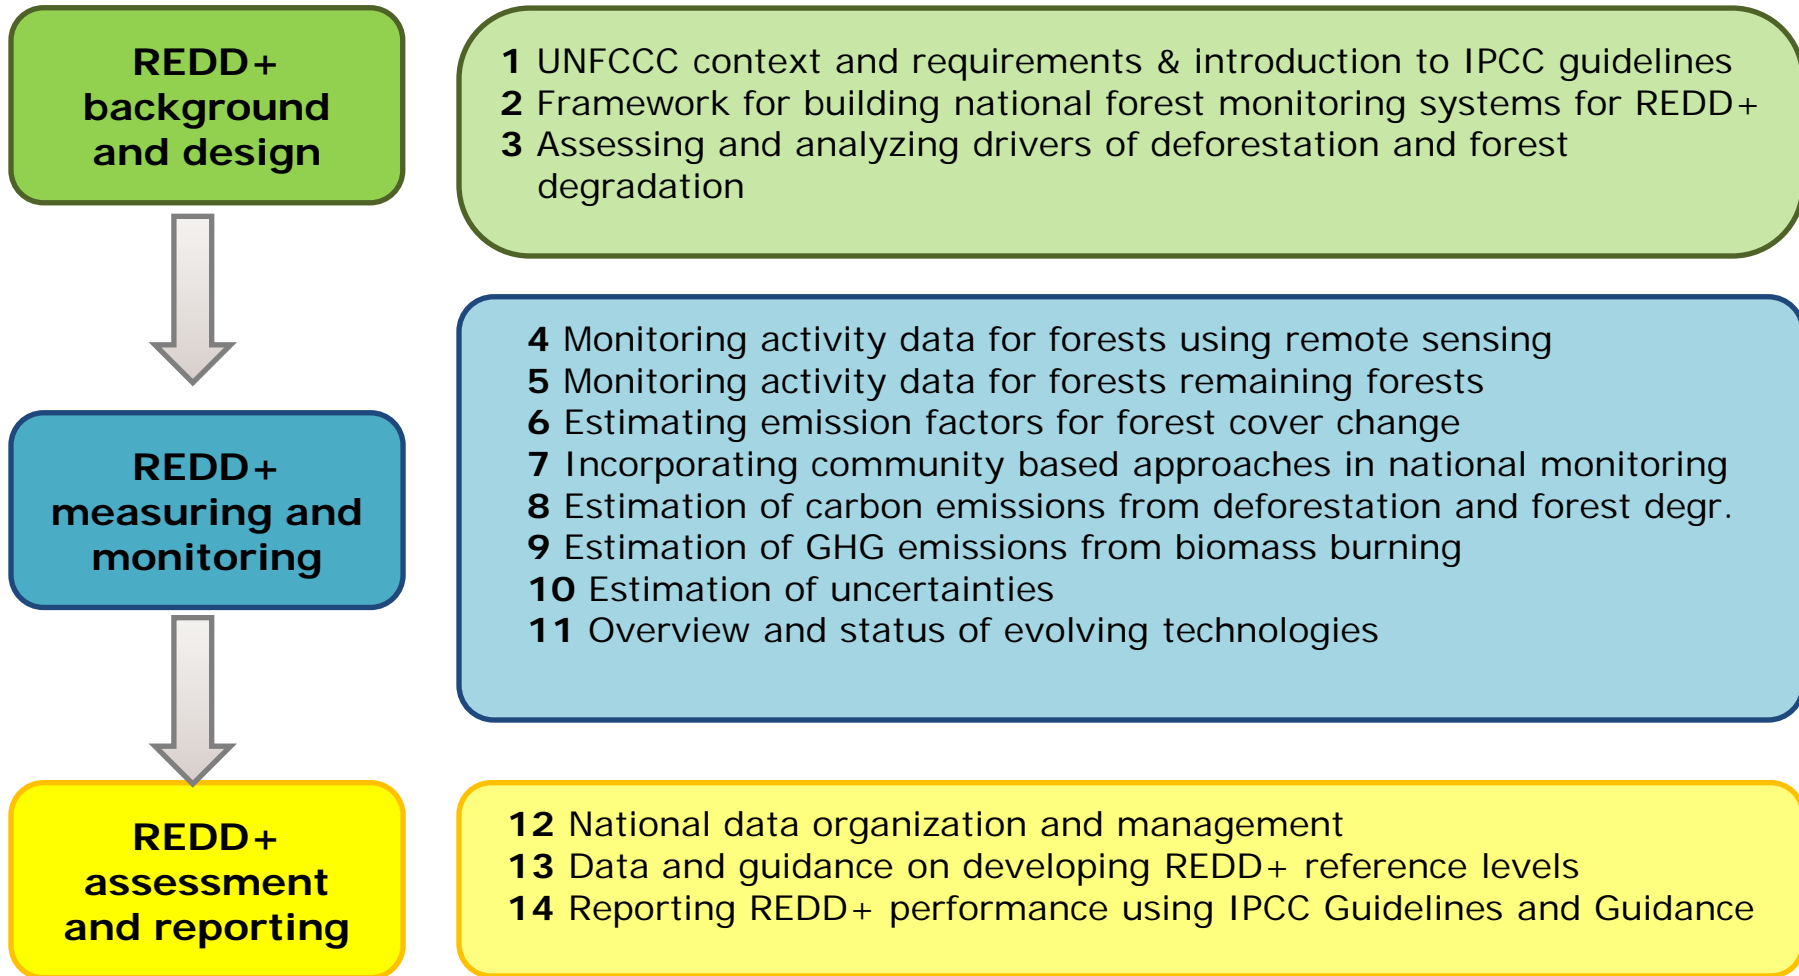 REDD+
background
and design
1 UNFCCC context and requirements & introduction to IPCC guidelines
2 Framework for building national forest monitoring systems for REDD+
3 Assessing and analyzing drivers of deforestation and forest
degradation
REDD+
measuring and
monitoring
4 Monitoring activity data for forests using remote sensing
5 Monitoring activity data for forests remaining forests
6 Estimating emission factors for forest cover change
7 Incorporating community based approaches in national monitoring
8 Estimation of carbon emissions from deforestation and forest degr.
9 Estimation of GHG emissions from biomass burning
10 Estimation of uncertainties
11 Overview and status of evolving technologies
REDD+
assessment
and reporting
12 National data organization and management
13 Data and guidance on developing REDD+ reference levels
14 Reporting REDD+ performance using IPCC Guidelines and Guidance